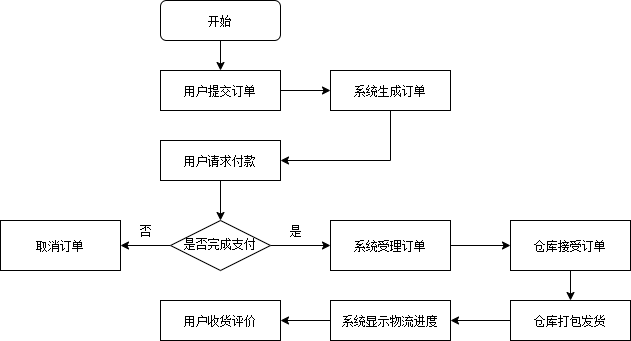 开始
用户提交订单
系统生成订单
用户请求付款
否
是
取消订单
是否完成支付
系统受理订单
仓库接受订单
用户收货评价
系统显示物流进度
仓库打包发货